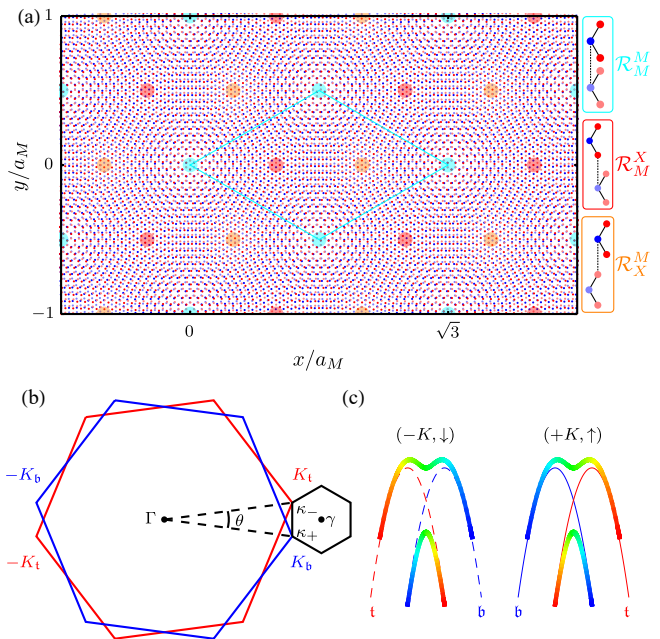 (a)
1
0
−1
y/a_M
0
√3
x/a_M
ℛ_M^M
ℛ_M^X
ℛ_X^M
(b)
−K_𝔟
−K_𝔱
Γ
θ
K_𝔱
κ_−
γ
κ_+
K_𝔟
(c)
(−K, ↓)
(+K, ↑)
𝔱
𝔟
𝔟
𝔱